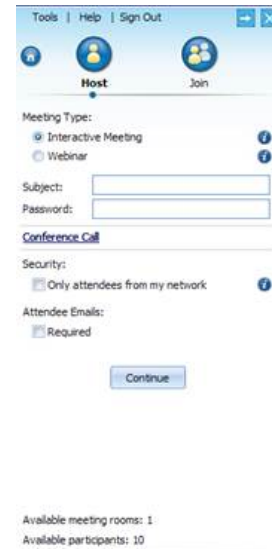 Tools | Help | Sign Out
Host
Join
Meeting Type:
Interactive Meeting
Webinar
Subject:
Password:
Conference Call
Security:
Only attendees from my network
Attendee Emails:
Required
Continue
Available meeting rooms: 1
Available participants: 10